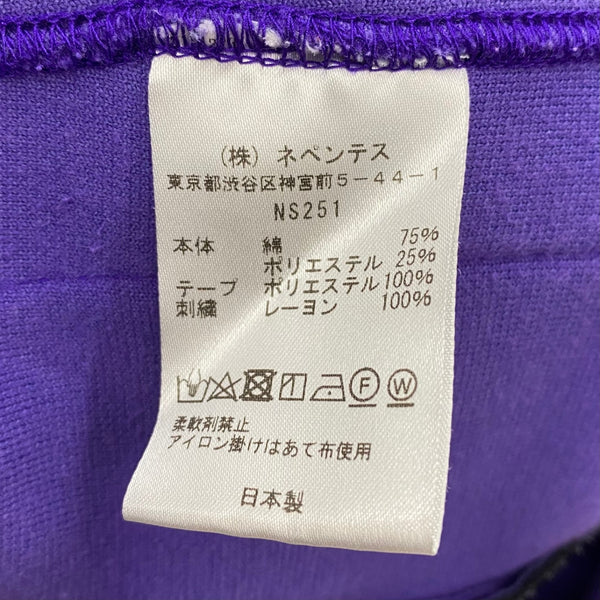 (株) ネペンテス
東京都渋谷区神宮前5-44-1
NS251
本体 綿 75%
ポリエステル 25%
テープ ポリエステル 100%
刺繍 レーヨン 100%
F W
柔軟剤禁止
アイロン掛けはあて布使用
日本製